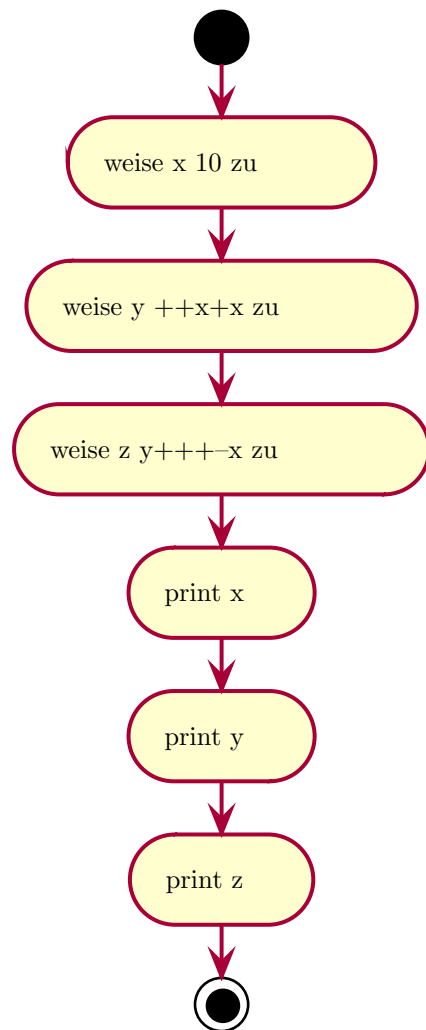 weise x 10 zu
weise y ++x+x zu
weise z y+++–x zu
print x
print y
print z